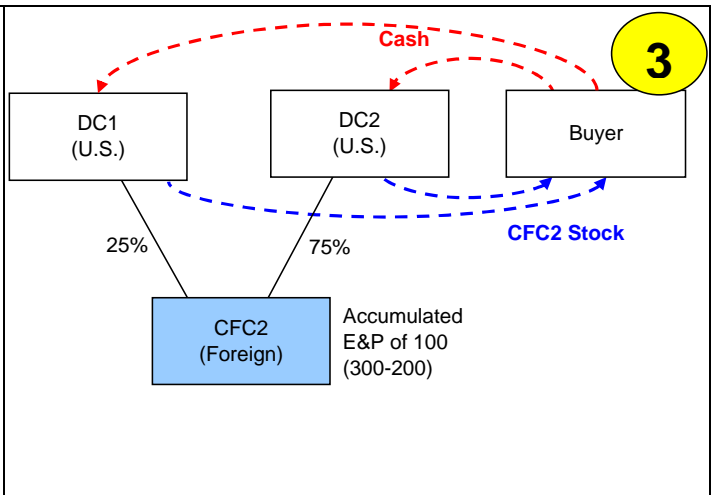 Cash
3
DC1
(U.S.)
DC2
(U.S.)
Buyer
CFC2 Stock
25%
75%
CFC2
(Foreign)
Accumulated
E&P of 100
(300-200)